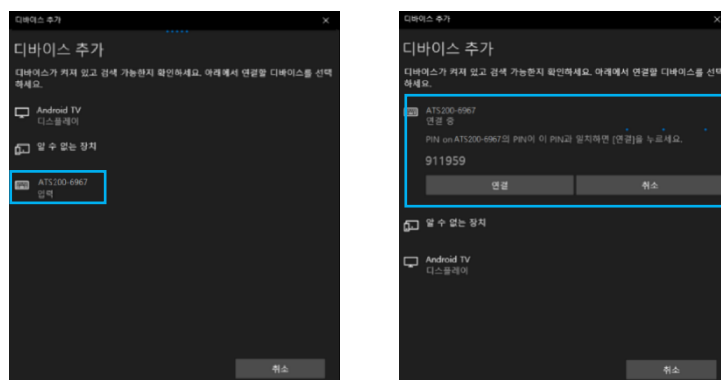 디바이스 추가
디바이스 추가
디바이스가 켜져 있고 검색 가능한지 확인하세요. 아래에서 연결할 디바이스를 선택
하세요.
Android TV
디스플레이
알 수 없는 장치
ATS200-6967
입력
취소
디바이스 추가
디바이스 추가
디바이스가 켜져 있고 검색 가능한지 확인하세요. 아래에서 연결할 디바이스를 선택
하세요.
ATS200-6967
연결 중
PIN on ATS200-6967의 PIN이 이 PIN과 일치하면 [연결]을 누르세요.
911959
연결
취소
알 수 없는 장치
Android TV
디스플레이
취소